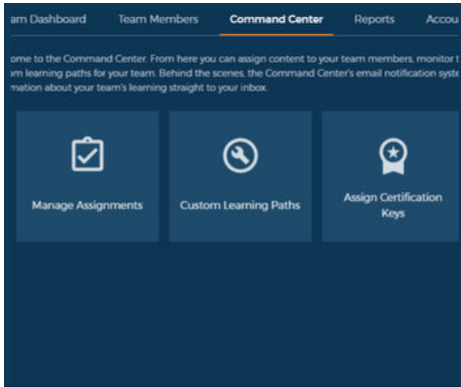 am Dashboard Team Members Command Center Reports Accou
ome to the Command Center. From here you can assign content to your team members, monitor t
om learning paths for your team. Behind the scenes, the Command Center's email notification syste
mation about your team's learning straight to your inbox.
Manage Assignments Custom Learning Paths Assign Certification
Keys